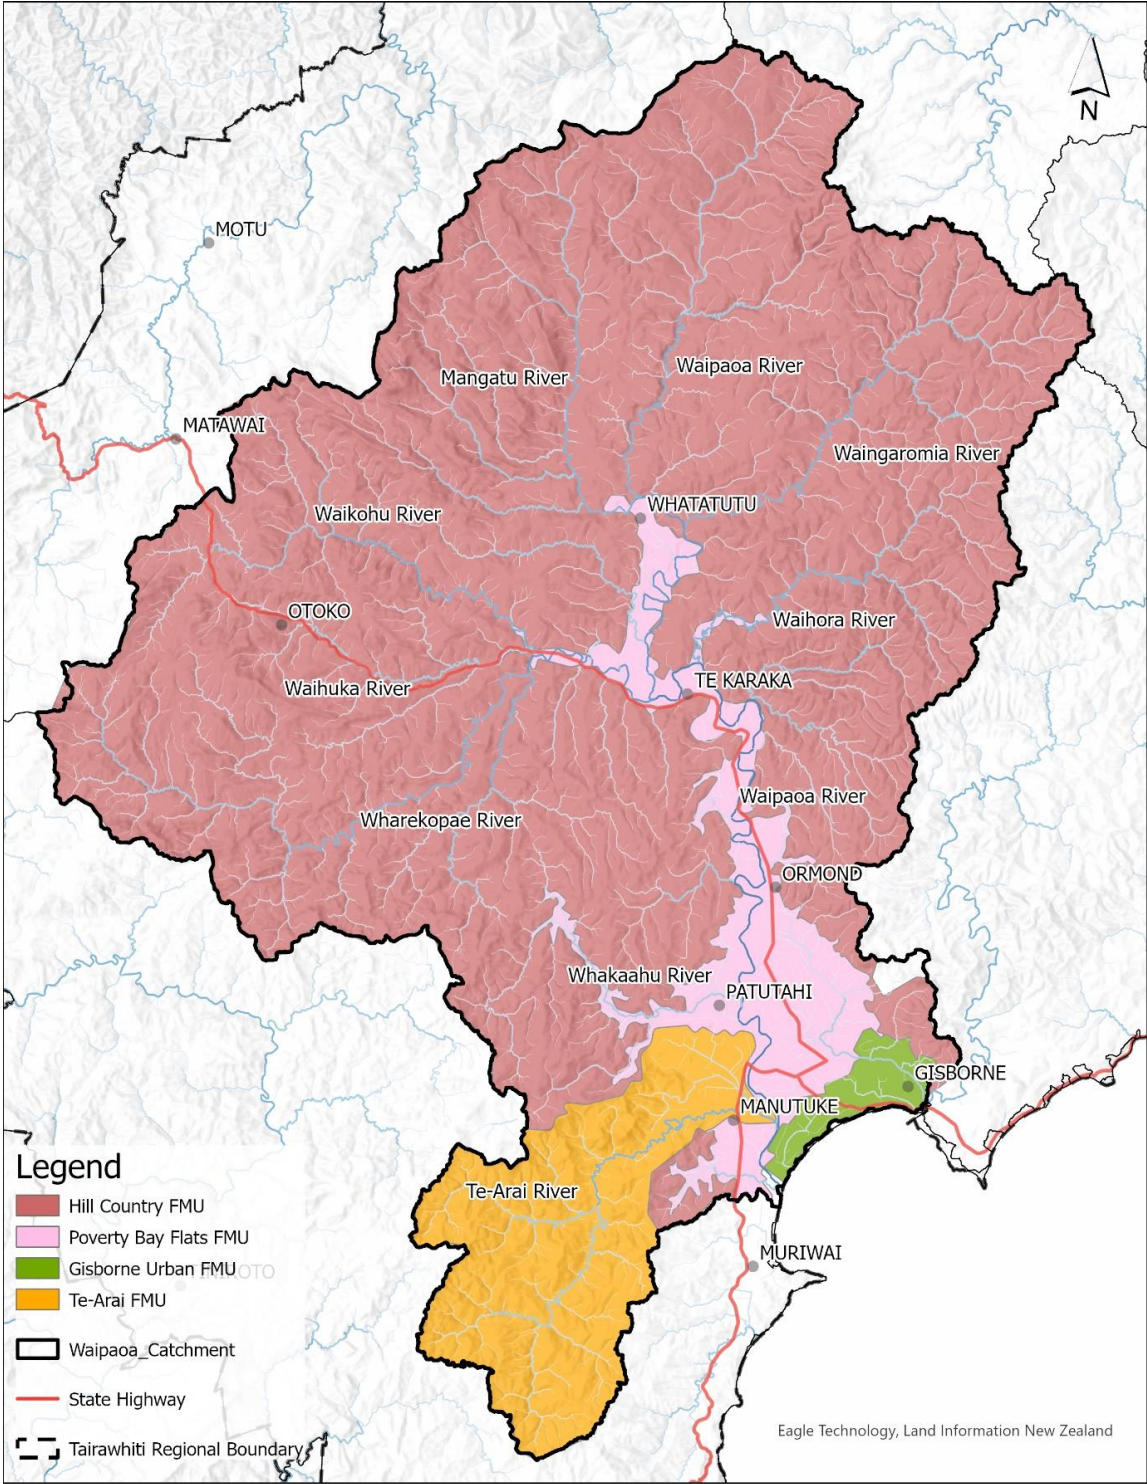 N
MOTU
Mangatu River
Waipaoa River
MATAWAI
Waingaromia River
WHATATUTU
Waikohu River
OTOKO
Waihora River
TE KARAKA
Waihuka River
Waipaoa River
Wharekopae River
ORMOND
Whakaahu River
PATUTAHI
GISBORNE
MANUTUKE
Te-Arai River
MURIWAI
Legend
Hill Country FMU
Poverty Bay Flats FMU
Gisborne Urban FMU
Te-Arai FMU
Waipaoa_Catchment
State Highway
Tairawhiti Regional Boundary
Eagle Technology, Land Information New Zealand